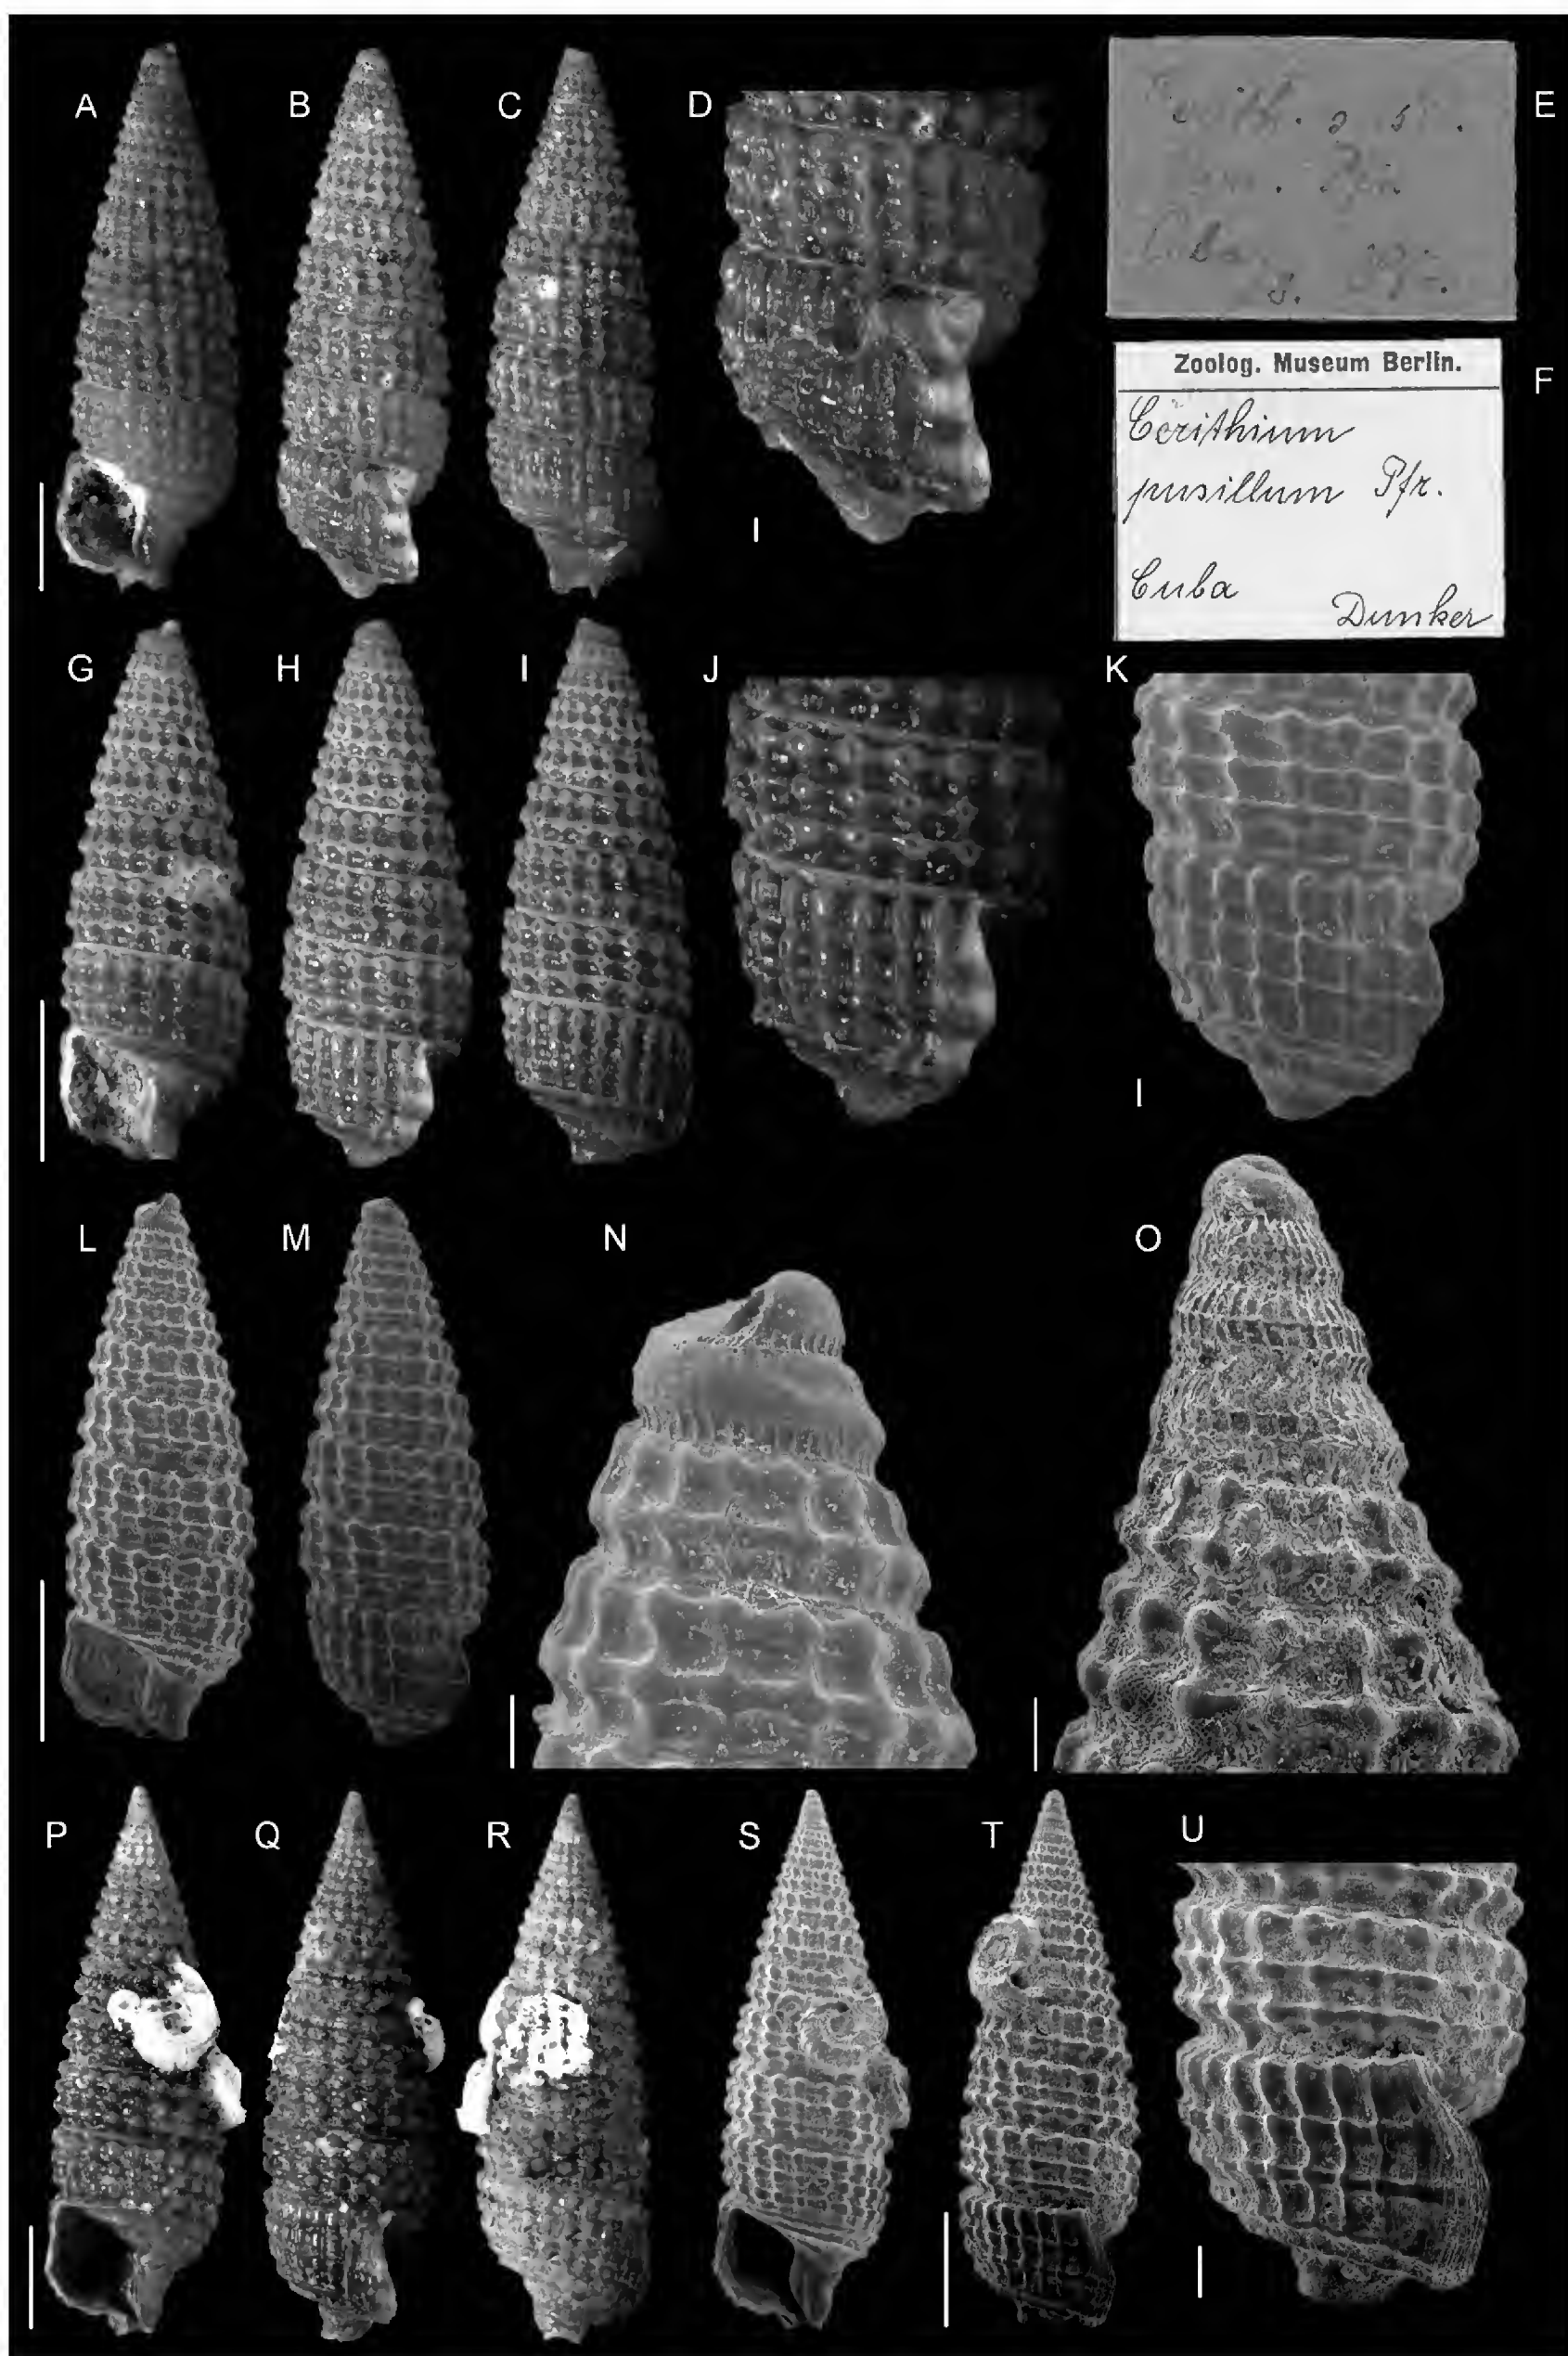 A
B
C
D
E
Zoolog. Museum Berlin.
F
Cerithium
pusillum Pfr.
Cuba
Dunker
G
H
I
J
K
L
M
N
O
P
Q
R
S
T
U